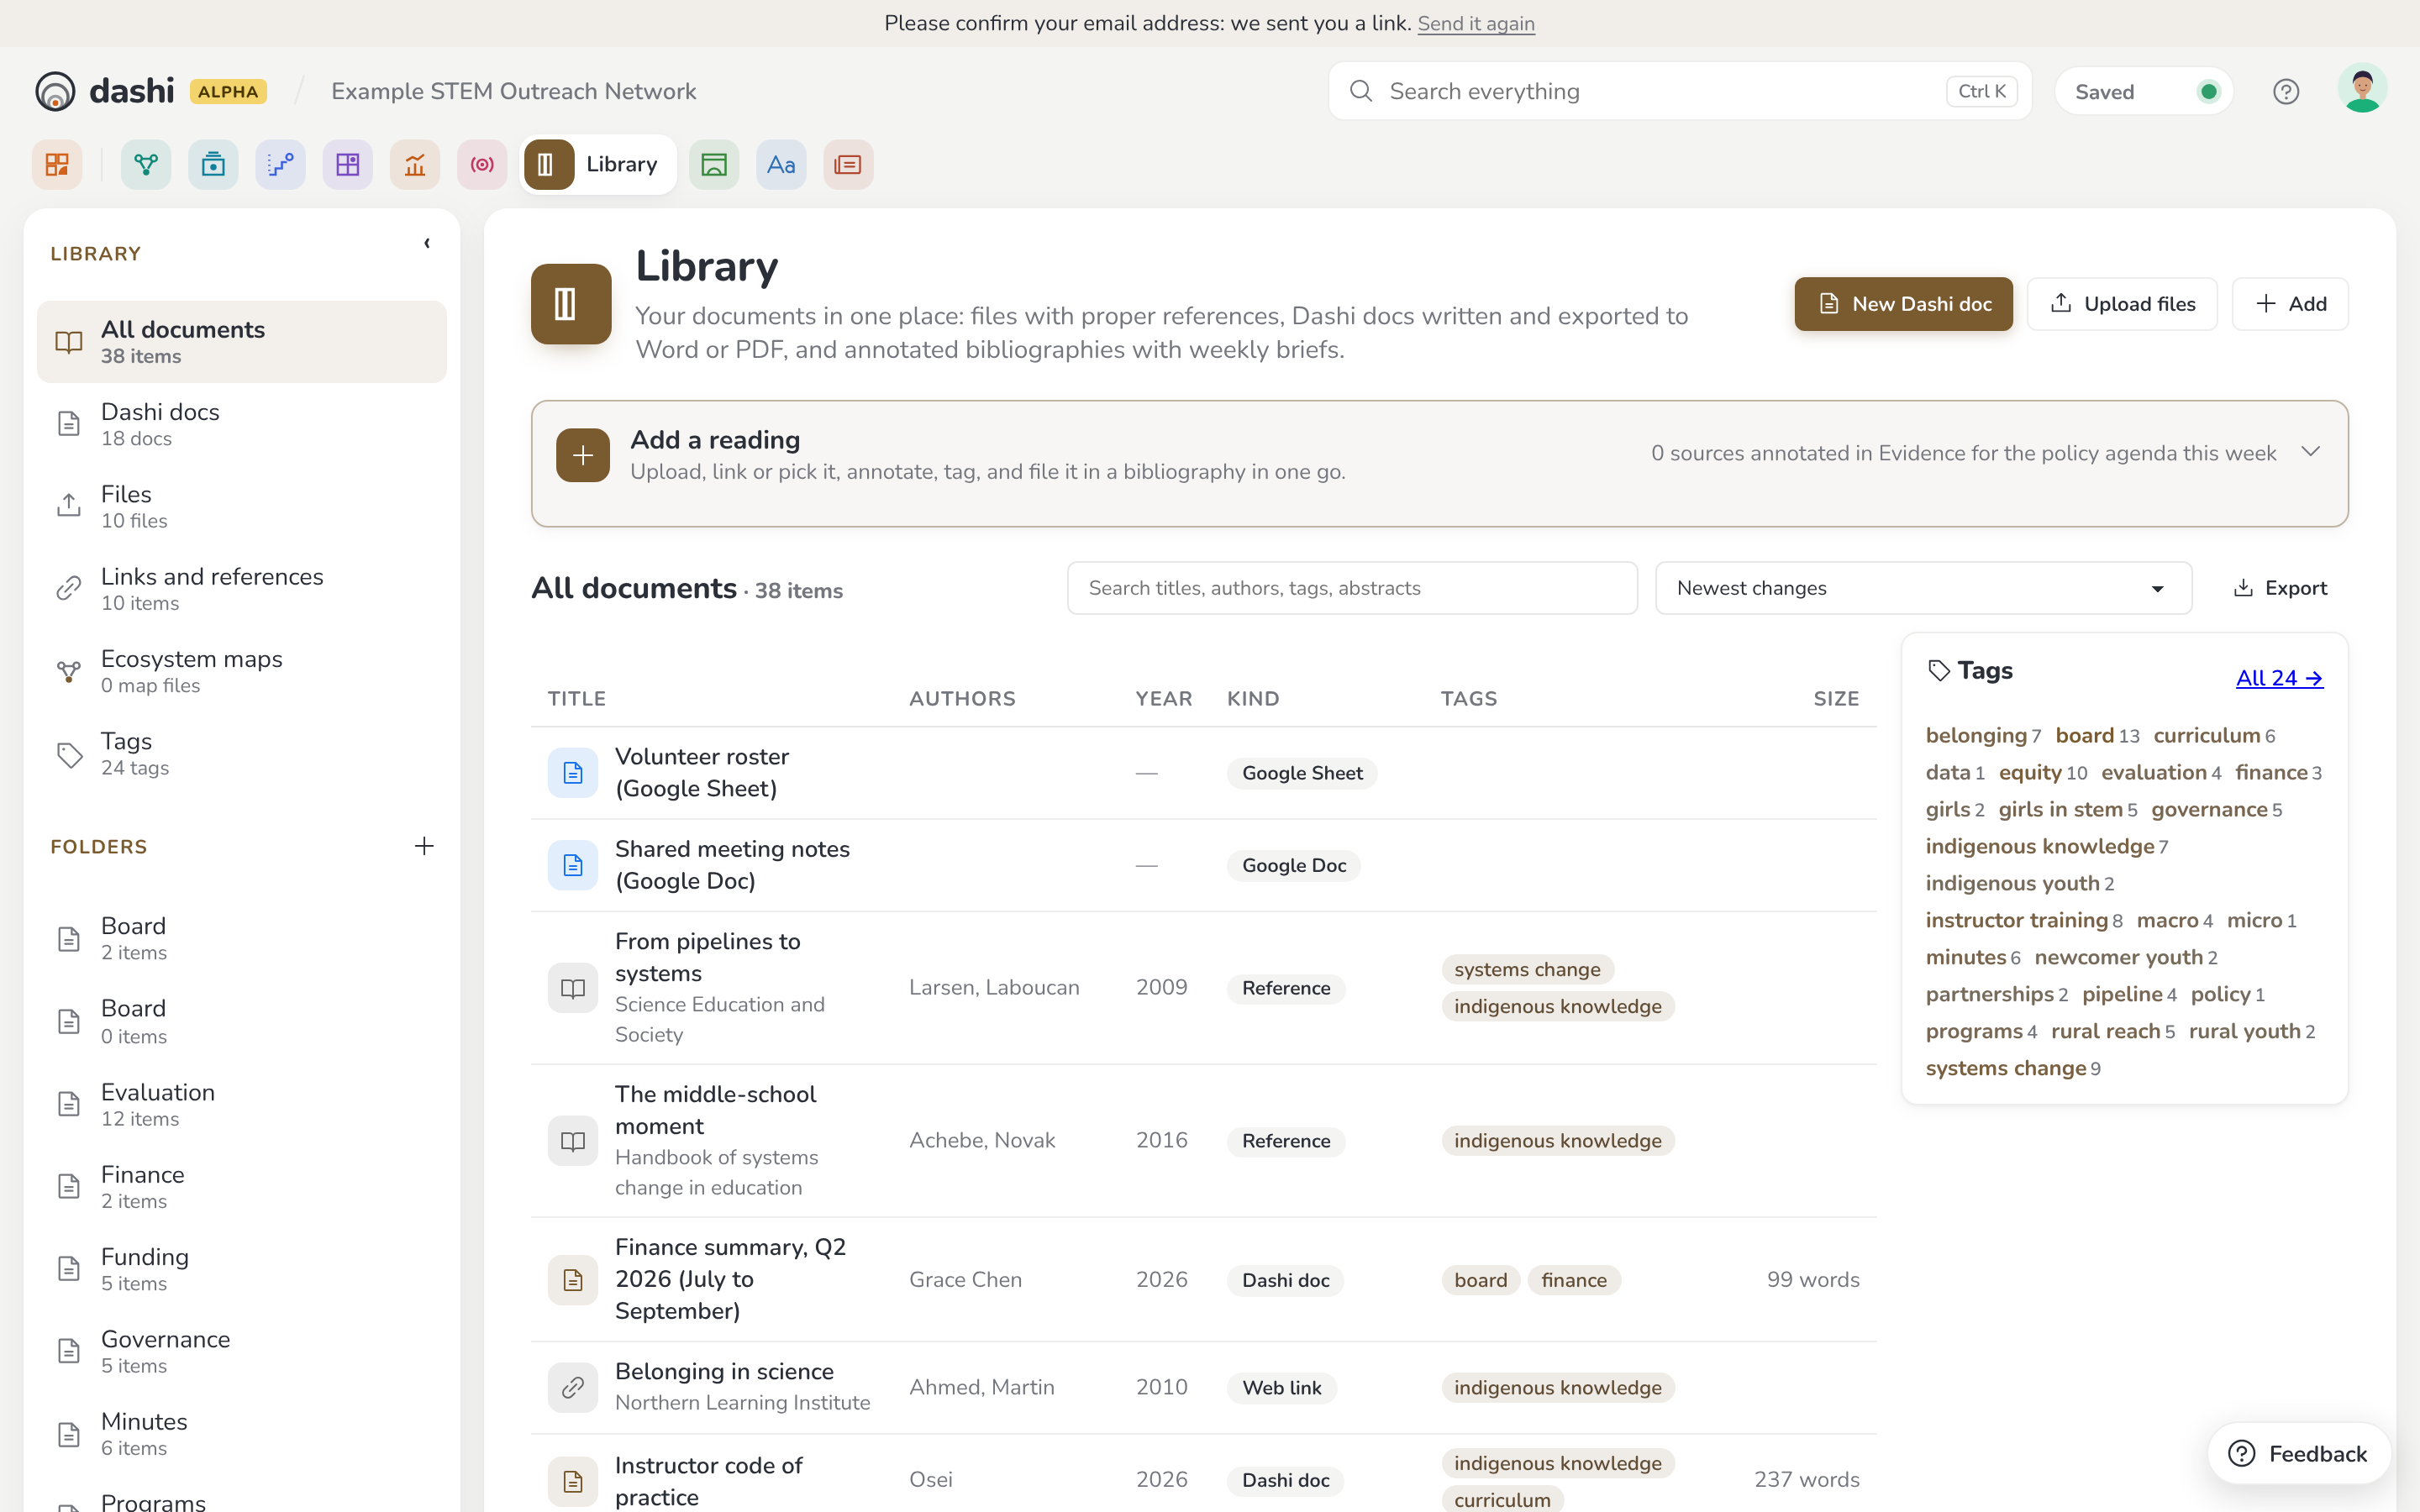 Please confirm your email address: we sent you a link. Send it again
dashi ALPHA / Example STEM Outreach Network
Search everything Ctrl K
Saved
Aa
Library
LIBRARY
All documents
38 items
Dashi docs
18 docs
Files
10 files
Links and references
10 items
Ecosystem maps
0 map files
Tags
24 tags
FOLDERS
Board
2 items
Board
0 items
Evaluation
12 items
Finance
2 items
Funding
5 items
Governance
5 items
Minutes
6 items
Programs
Library
Your documents in one place: files with proper references, Dashi docs written and exported to
Word or PDF, and annotated bibliographies with weekly briefs.
New Dashi doc
Upload files
Add
Add a reading
Upload, link or pick it, annotate, tag, and file it in a bibliography in one go.
0 sources annotated in Evidence for the policy agenda this week
All documents · 38 items
Search titles, authors, tags, abstracts
Newest changes
Export
TITLE AUTHORS YEAR KIND TAGS SIZE
Volunteer roster
(Google Sheet)
— Google Sheet
Shared meeting notes
(Google Doc)
— Google Doc
From pipelines to
systems
Science Education and
Society
Larsen, Laboucan 2009 Reference
systems change
indigenous knowledge
The middle-school
moment
Handbook of systems
change in education
Achebe, Novak 2016 Reference indigenous knowledge
Finance summary, Q2
2026 (July to
September)
Grace Chen 2026 Dashi doc board finance 99 words
Belonging in science
Northern Learning Institute
Ahmed, Martin 2010 Web link indigenous knowledge
Instructor code of
practice
Osei 2026 Dashi doc
indigenous knowledge
curriculum
237 words
Tags
All 24 →
belonging 7 board 13 curriculum 6
data 1 equity 10 evaluation 4 finance 3
girls 2 girls in stem 5 governance 5
indigenous knowledge 7
indigenous youth 2
instructor training 8 macro 4 micro 1
minutes 6 newcomer youth 2
partnerships 2 pipeline 4 policy 1
programs 4 rural reach 5 rural youth 2
systems change 9
Feedback